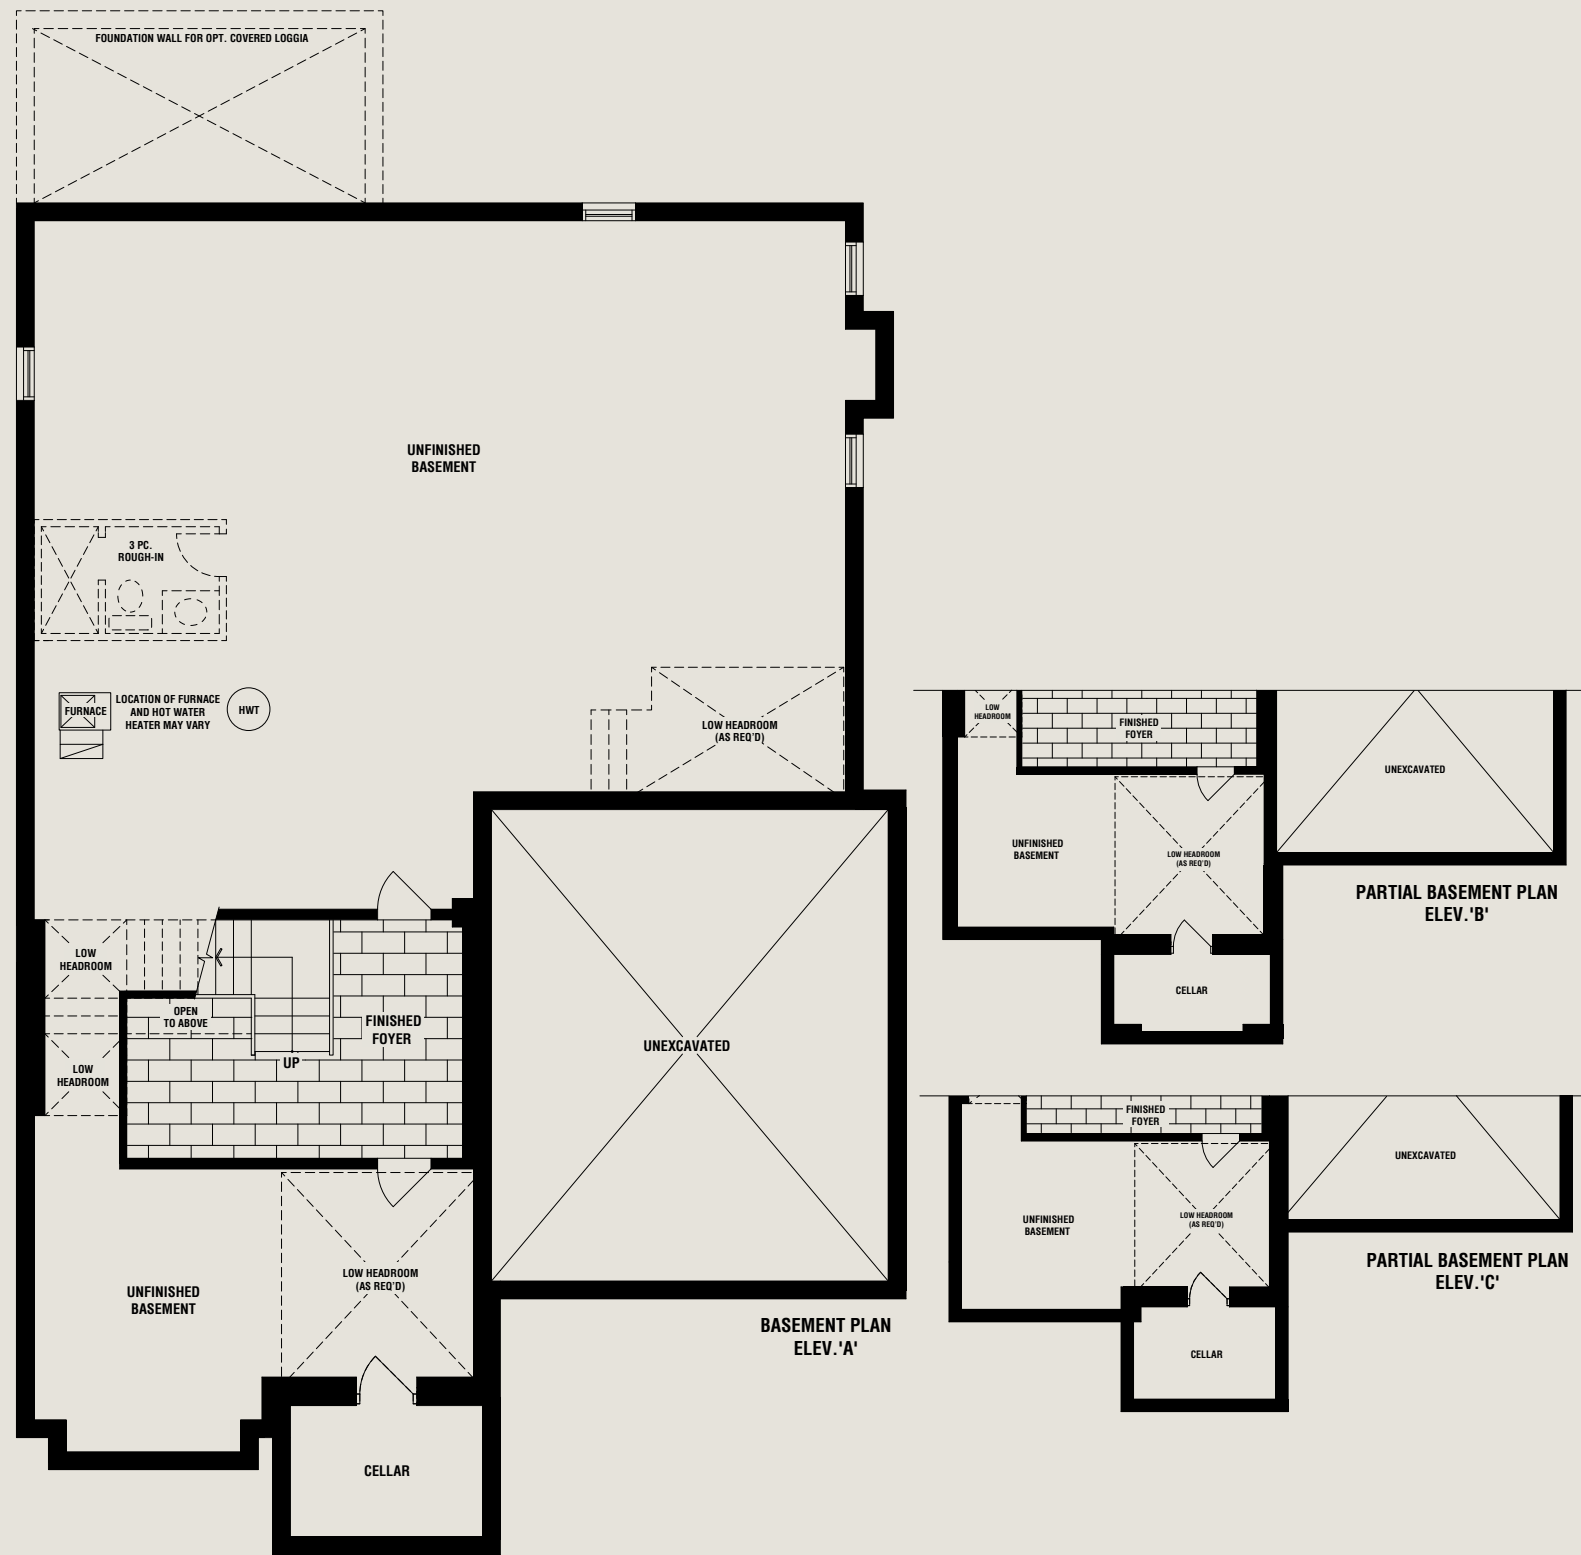 FOUNDATION WALL FOR OPT. COVERED LOGGIA
UNFINISHED
BASEMENT
3 PC.
ROUGH-IN
FURNACE
LOCATION OF FURNACE
AND HOT WATER
HEATER MAY VARY
HWT
LOW HEADROOM
(AS REQ'D)
LOW
HEADROOM
OPEN
TO ABOVE
LOW
HEADROOM
UP
FINISHED
FOYER
UNEXCAVATED
UNFINISHED
BASEMENT
LOW HEADROOM
(AS REQ'D)
CELLAR
BASEMENT PLAN
ELEV.'A'
LOW
HEADROOM
FINISHED
FOYER
UNEXCAVATED
UNFINISHED
BASEMENT
LOW HEADROOM
(AS REQ'D)
CELLAR
PARTIAL BASEMENT PLAN
ELEV.'B'
FINISHED
FOYER
UNEXCAVATED
UNFINISHED
BASEMENT
LOW HEADROOM
(AS REQ'D)
CELLAR
PARTIAL BASEMENT PLAN
ELEV.'C'